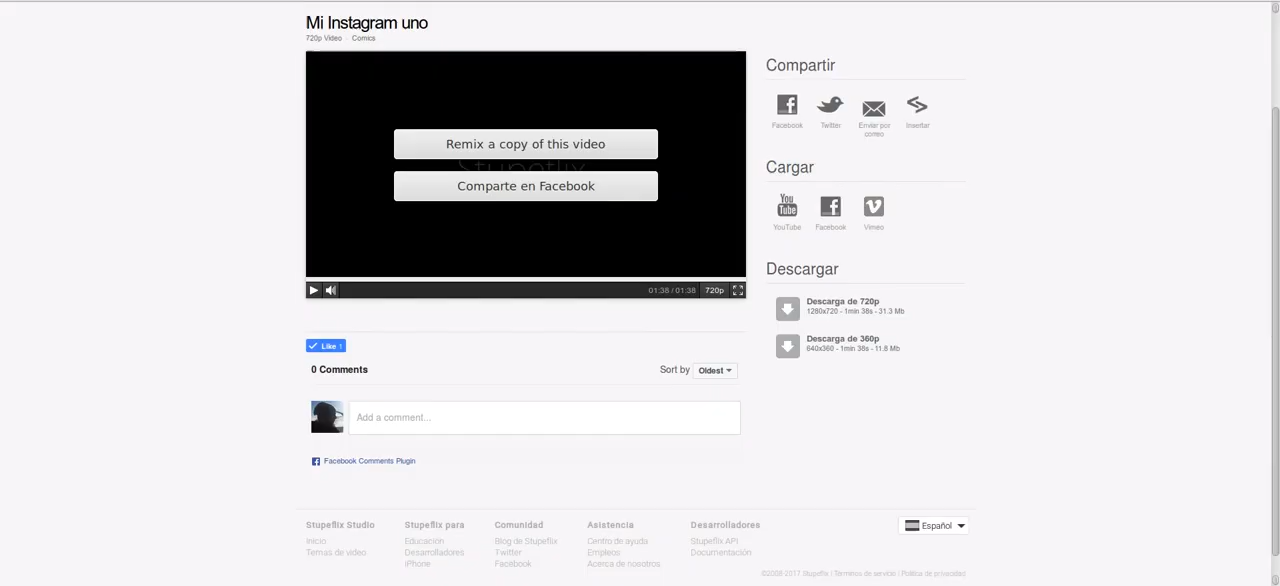 Mi Instagram uno
720p Video - Comics
Remix a copy of this video
Stupeflix
Comparte en Facebook
01:38 / 01:38 720p
Like 1
0 Comments
Sort by Oldest
Add a comment...
Facebook Comments Plugin
Compartir
Facebook
Twitter
Enviar por
correo
Insertar
Cargar
You
Tube
YouTube
Facebook
Vimeo
Descargar
Descarga de 720p
1280x720 - 1min 38s - 31.3 Mb
Descarga de 360p
640x360 - 1min 38s - 11.8 Mb
Stupeflix Studio
Inicio
Temas de video
Stupeflix para
Educación
Desarrolladores
iPhone
Comunidad
Blog de Stupeflix
Twitter
Facebook
Asistencia
Centro de ayuda
Empleos
Acerca de nosotros
Desarrolladores
Stupeflix API
Documentación
Español
©2008-2017 Stupeflix | Términos de servicio | Política de privacidad